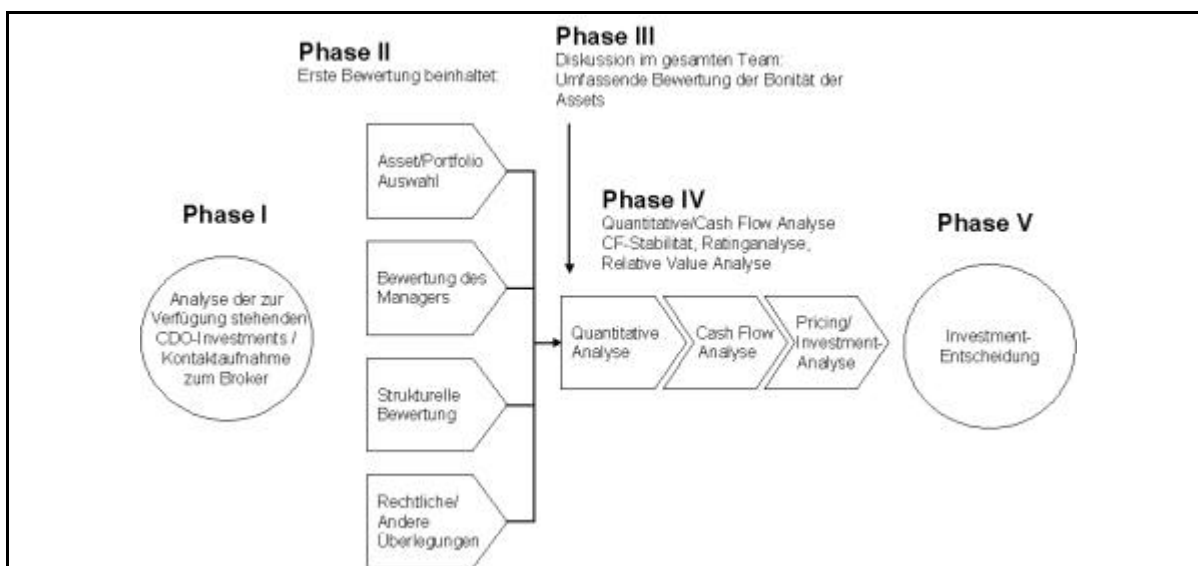 Phase I
Analyse der zur
Verfügung stehenden
CDO-Investments /
Kontaktaufnahme
zum Broker
Phase II
Erste Bewertung beinhaltet:
Asset/Portfolio
Auswahl
Bewertung des
Managers
Strukturelle
Bewertung
Rechtliche/
Andere
Überlegungen
Phase III
Diskussion im gesamten Team:
Umfassende Bewertung der Bonität der
Assets
Phase IV
Quantitative/Cash Flow Analyse
CF-Stabilität, Ratinganalyse,
Relative Value Analyse
Quantitative
Analyse
Cash Flow
Analyse
Pricing/
Investment-
Analyse
Phase V
Investment-
Entscheidung